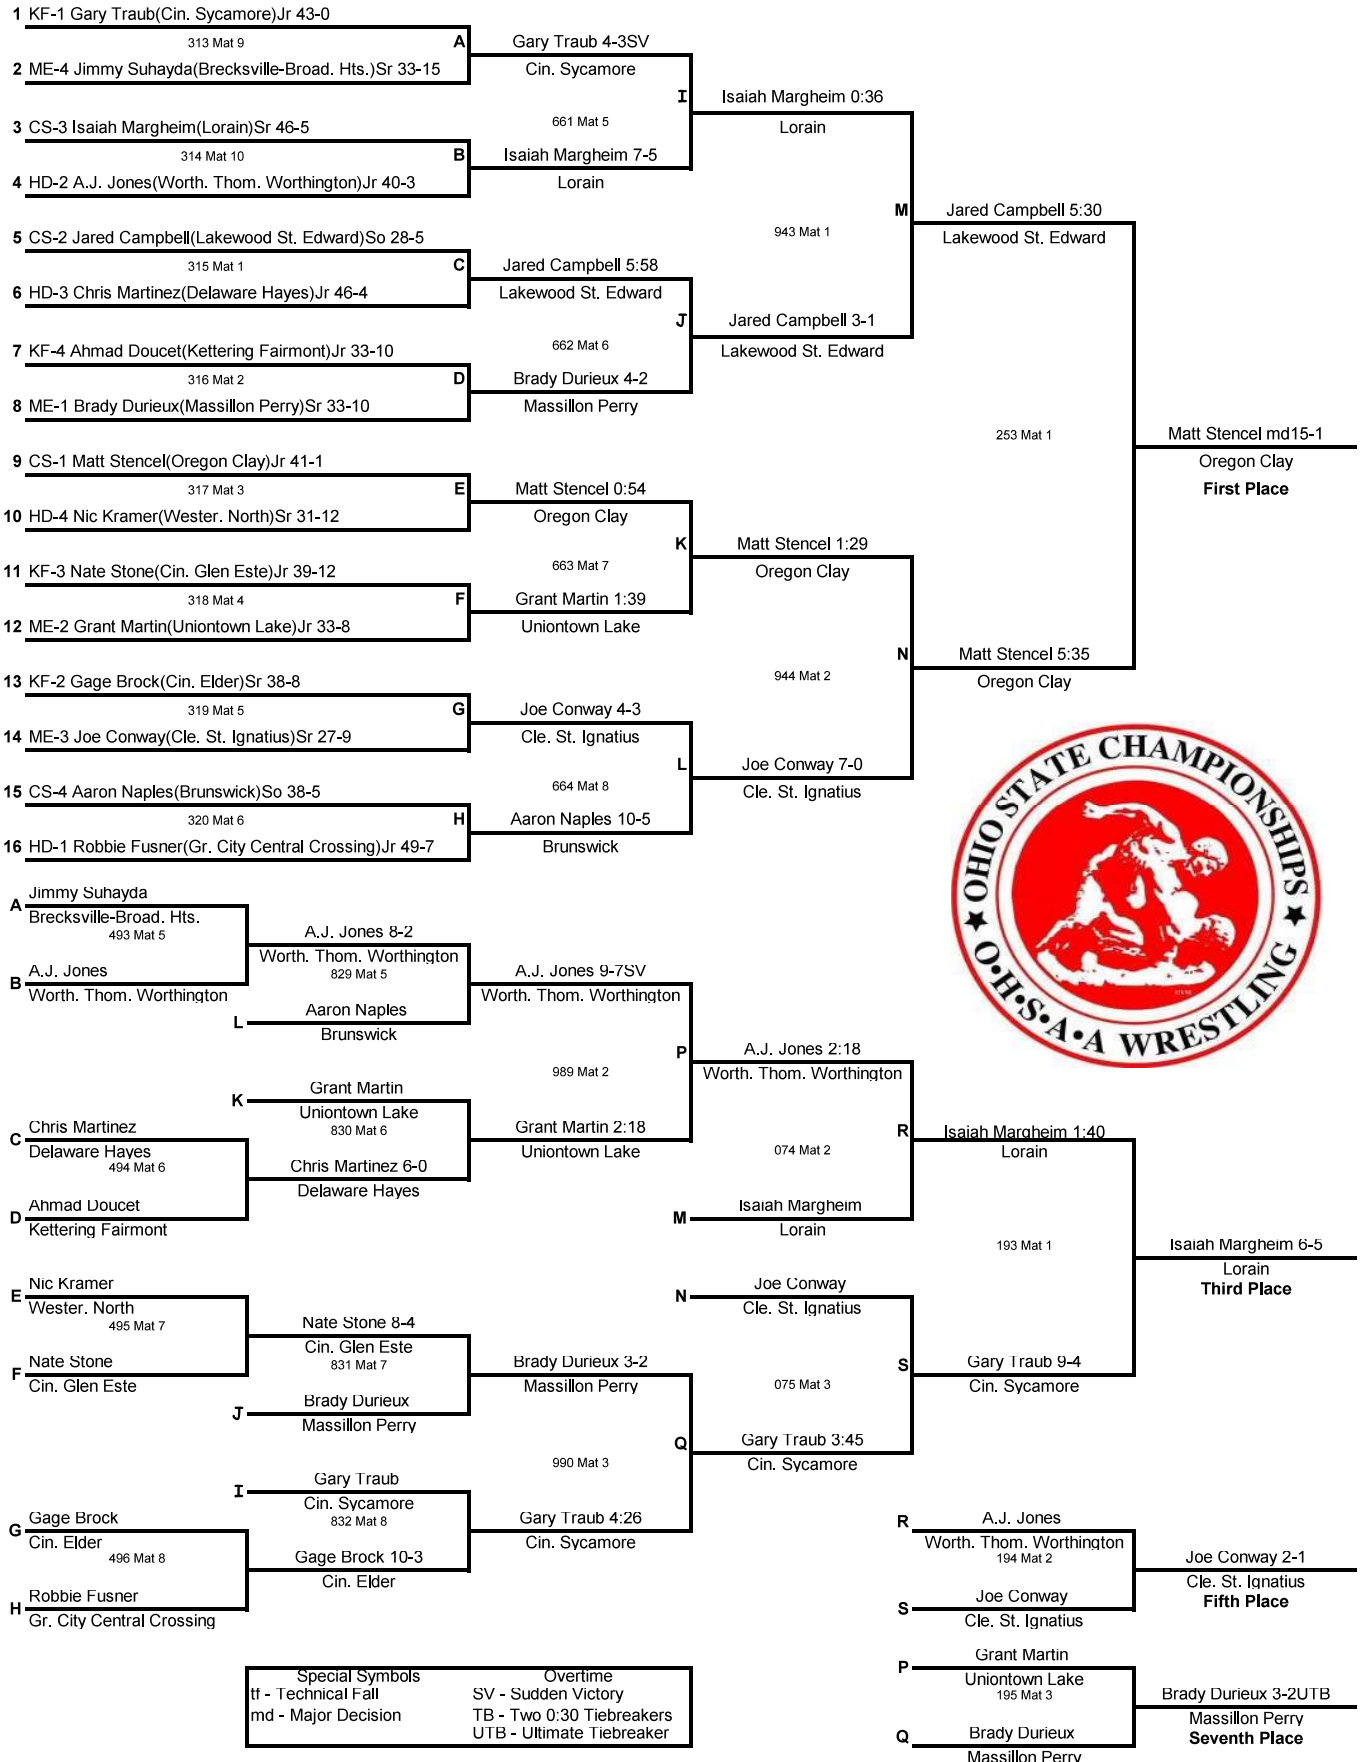 1 KF-1 Gary Traub(Cin. Sycamore)Jr 43-0
313 Mat 9
A
2 ME-4 Jimmy Suhayda(Brecksville-Broad. Hts.)Sr 33-15
Gary Traub 4-3SV
Cin. Sycamore
3 CS-3 Isaiah Margheim(Lorain)Sr 46-5
314 Mat 10
B
4 HD-2 A.J. Jones(Worth. Thom. Worthington)Jr 40-3
661 Mat 5
I
Isaiah Margheim 7-5
Lorain
Isaiah Margheim 0:36
Lorain
5 CS-2 Jared Campbell(Lakewood St. Edward)So 28-5
315 Mat 1
C
6 HD-3 Chris Martinez(Delaware Hayes)Jr 46-4
Jared Campbell 5:58
Lakewood St. Edward
943 Mat 1
M
Jared Campbell 5:30
Lakewood St. Edward
7 KF-4 Ahmad Doucet(Kettering Fairmont)Jr 33-10
316 Mat 2
D
8 ME-1 Brady Durieux(Massillon Perry)Sr 33-10
662 Mat 6
J
Brady Durieux 4-2
Massillon Perry
Jared Campbell 3-1
Lakewood St. Edward
253 Mat 1
Matt Stencel md15-1
Oregon Clay
First Place
9 CS-1 Matt Stencel(Oregon Clay)Jr 41-1
317 Mat 3
E
10 HD-4 Nic Kramer(Wester. North)Sr 31-12
Matt Stencel 0:54
Oregon Clay
11 KF-3 Nate Stone(Cin. Glen Este)Jr 39-12
318 Mat 4
F
12 ME-2 Grant Martin(Uniontown Lake)Jr 33-8
663 Mat 7
K
Grant Martin 1:39
Uniontown Lake
Matt Stencel 1:29
Oregon Clay
13 KF-2 Gage Brock(Cin. Elder)Sr 38-8
319 Mat 5
G
14 ME-3 Joe Conway(Cle. St. Ignatius)Sr 27-9
Joe Conway 4-3
Cle. St. Ignatius
944 Mat 2
N
Matt Stencel 5:35
Oregon Clay
15 CS-4 Aaron Naples(Brunswick)So 38-5
320 Mat 6
H
16 HD-1 Robbie Fusner(Gr. City Central Crossing)Jr 49-7
664 Mat 8
L
Aaron Naples 10-5
Brunswick
Joe Conway 7-0
Cle. St. Ignatius
★ OHIO STATE CHAMPIONSHIPS ★
O•H•S•A•A WRESTLING
A Jimmy Suhayda
Brecksville-Broad. Hts.
493 Mat 5
B A.J. Jones
Worth. Thom. Worthington
A.J. Jones 8-2
Worth. Thom. Worthington
829 Mat 5
L Aaron Naples
Brunswick
A.J. Jones 9-7SV
Worth. Thom. Worthington
K Grant Martin
Uniontown Lake
830 Mat 6
C Chris Martinez
Delaware Hayes
494 Mat 6
D Ahmad Doucet
Kettering Fairmont
Chris Martinez 6-0
Delaware Hayes
989 Mat 2
P
Grant Martin 2:18
Uniontown Lake
A.J. Jones 2:18
Worth. Thom. Worthington
074 Mat 2
R
M Isaiah Margheim
Lorain
Isaiah Margheim 1:40
Lorain
193 Mat 1
Isaiah Margheim 6-5
Lorain
Third Place
E Nic Kramer
Wester. North
495 Mat 7
F Nate Stone
Cin. Glen Este
Nate Stone 8-4
Cin. Glen Este
831 Mat 7
J Brady Durieux
Massillon Perry
Brady Durieux 3-2
Massillon Perry
N Joe Conway
Cle. St. Ignatius
075 Mat 3
S
Gary Traub 9-4
Cin. Sycamore
990 Mat 3
Q
Gary Traub 3:45
Cin. Sycamore
I Gary Traub
Cin. Sycamore
832 Mat 8
G Gage Brock
Cin. Elder
496 Mat 8
H Robbie Fusner
Gr. City Central Crossing
Gage Brock 10-3
Cin. Elder
Gary Traub 4:26
Cin. Sycamore
R A.J. Jones
Worth. Thom. Worthington
194 Mat 2
S Joe Conway
Cle. St. Ignatius
Joe Conway 2-1
Cle. St. Ignatius
Fifth Place
P Grant Martin
Uniontown Lake
195 Mat 3
Q Brady Durieux
Massillon Perry
Brady Durieux 3-2UTB
Massillon Perry
Seventh Place
Special Symbols Overtime
tf - Technical Fall SV - Sudden Victory
md - Major Decision TB - Two 0:30 Tiebreakers
UTB - Ultimate Tiebreaker